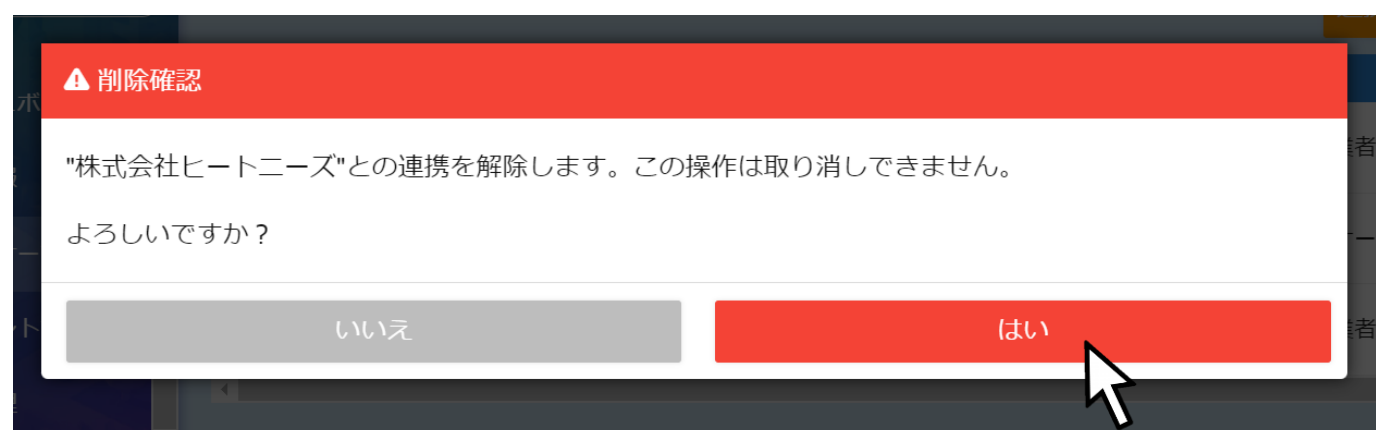 削除確認
"株式会社ヒートニーズ"との連携を解除します。この操作は取り消しできません。
よろしいですか？
いいえ
はい